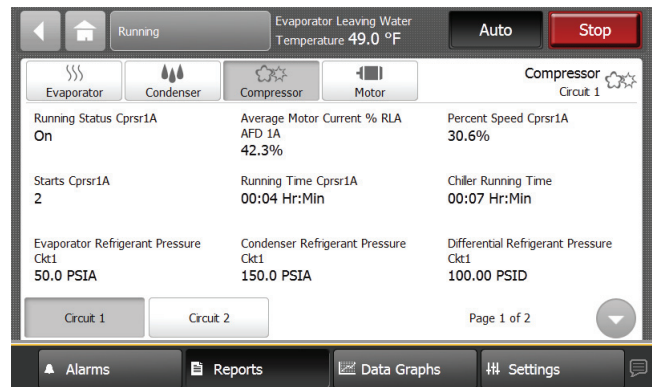 Running
Evaporator Leaving Water
Temperature 49.0 °F
Auto
Stop
Evaporator
Condenser
Compressor
Motor
Compressor
Circuit 1
Running Status Cprsr1A
On
Average Motor Current % RLA
AFD 1A
42.3%
Percent Speed Cprsr1A
30.6%
Starts Cprsr1A
2
Running Time Cprsr1A
00:04 Hr:Min
Chiller Running Time
00:07 Hr:Min
Evaporator Refrigerant Pressure
Ckt1
50.0 PSIA
Condenser Refrigerant Pressure
Ckt1
150.0 PSIA
Differential Refrigerant Pressure
Ckt1
100.00 PSID
Circuit 1
Circuit 2
Page 1 of 2
Alarms
Reports
Data Graphs
Settings